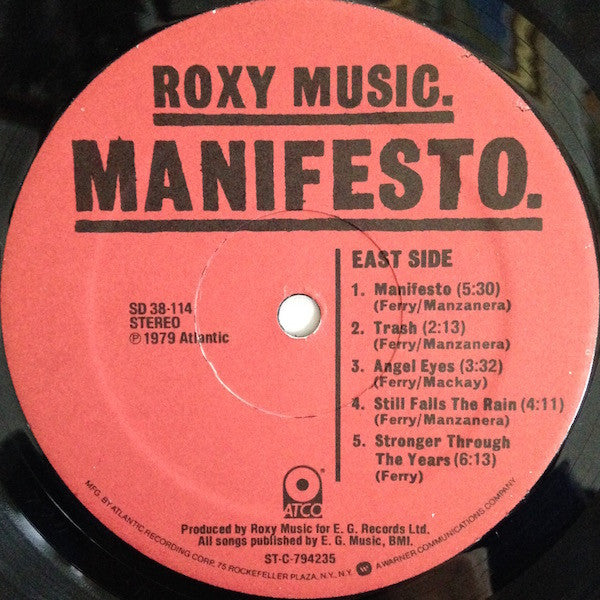 ROXY MUSIC.
MANIFESTO.
EAST SIDE
SD 38-114
STEREO
℗ 1979 Atlantic
1. Manifesto (5:30)
(Ferry/Manzanera)
2. Trash (2:13)
(Ferry/Manzanera)
3. Angel Eyes (3:32)
(Ferry/Mackay)
4. Still Falls The Rain (4:11)
(Ferry/Manzanera)
5. Stronger Through
The Years (6:13)
(Ferry)
ATCO
Produced by Roxy Music for E. G. Records Ltd.
All songs published by E. G. Music, BMI.
ST-C-794235
MFG. BY ATLANTIC RECORDING CORP., 75 ROCKEFELLER PLAZA, N.Y., N.Y. W A WARNER COMMUNICATIONS COMPANY